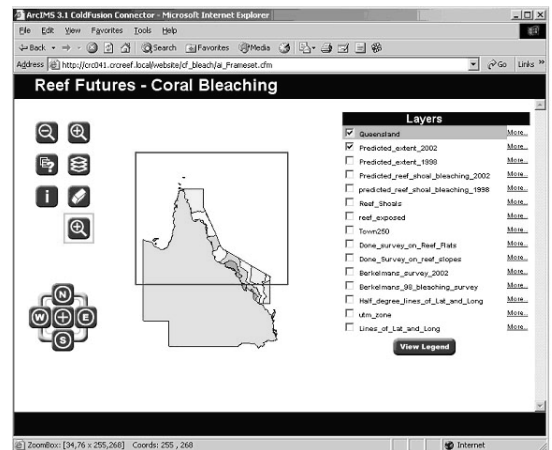 ArcIMS 3.1 ColdFusion Connector - Microsoft Internet Explorer
File Edit View Favorites Tools Help
Back Search Favorites Media
Address http://crc041.crcreef.local/website/cf_bleach/ai_Frameset.cfm Go Links »
Reef Futures - Coral Bleaching
Layers
Queensland More...
Predicted_extent_2002 More...
Predicted_extent_1998 More...
Predicted_reef_shoal_bleaching_2002 More...
predicted_reef_shoal_bleaching_1998 More...
Reef_Shoals More...
reef_exposed More...
Town250 More...
Done_survey_on_Reef_Flats More...
Done_Survey_on_reef_slopes More...
Berkelmans_survey_2002 More...
Berkelmans_98_bleaching_survey More...
Half_degree_lines_of_Lat_and_Long More...
utm_zone More...
Lines_of_Lat_and_Long More...
View Legend
N
W E
S
ZoomBox: [34,76 x 255,268] Coords: 255 , 268 Internet